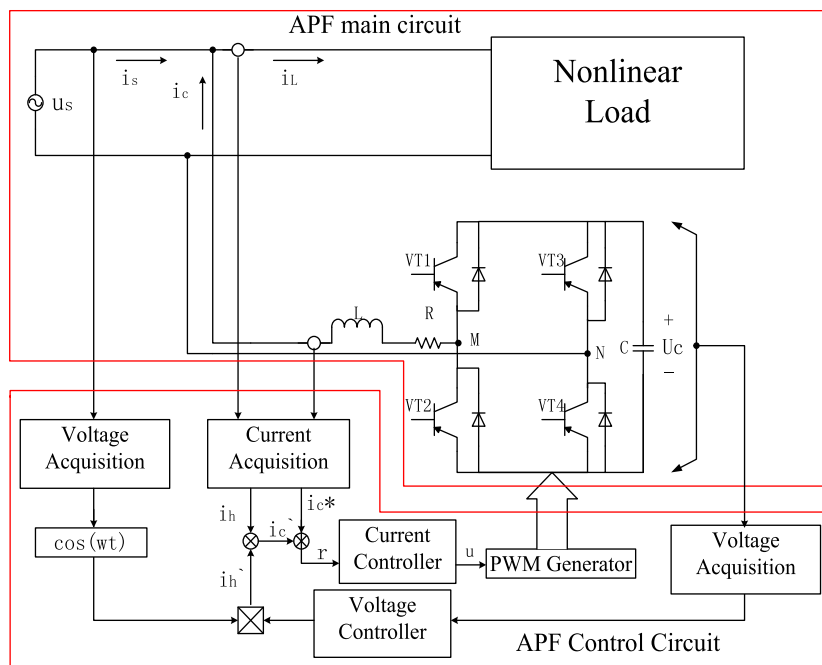 APF main circuit
is
ic
iL
us
Nonlinear
Load
VT1
VT3
L
R
M
N
C
+
Uc
-
VT2
VT4
Voltage
Acquisition
Current
Acquisition
ih
ic*
ic`
cos(wt)
r
Current
Controller
u
PWM Generator
Voltage
Acquisition
ih`
Voltage
Controller
APF Control Circuit